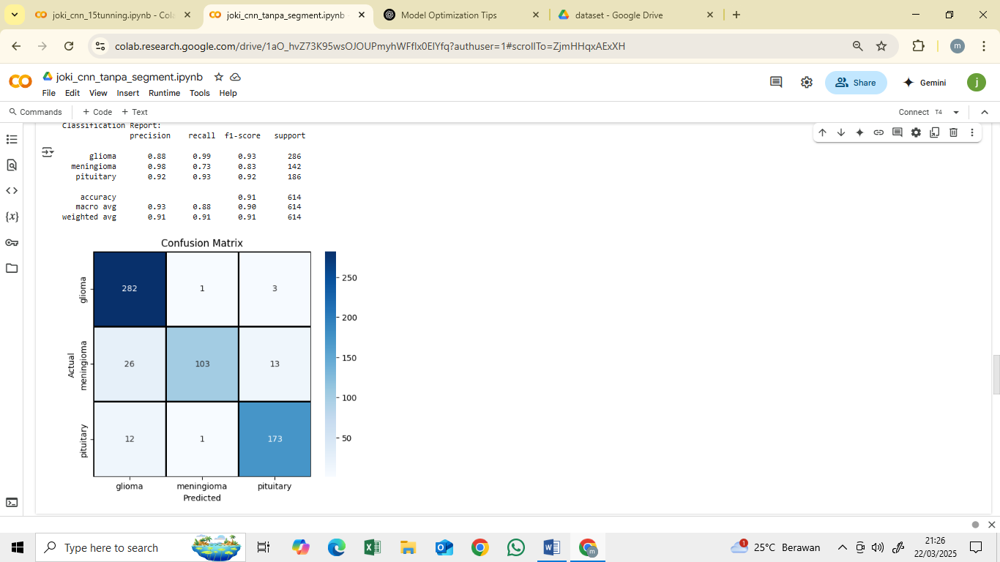 joki_cnn_15tunning.ipynb - Cola
joki_cnn_tanpa_segment.ipynb -
Model Optimization Tips
dataset - Google Drive
colab.research.google.com/drive/1aO_hvZ73K95wsOJOUPmyhWFfIx0ElYfq?authuser=1#scrollTo=ZjmHHqxAExXH
m
joki_cnn_tanpa_segment.ipynb
File Edit View Insert Runtime Tools Help
Share
Gemini
j
Commands + Code + Text
Connect T4
Classification Report:
precision recall f1-score support
glioma 0.88 0.99 0.93 286
meningioma 0.98 0.73 0.83 142
pituitary 0.92 0.93 0.92 186
accuracy 0.91 614
macro avg 0.93 0.88 0.90 614
weighted avg 0.91 0.91 0.91 614
Confusion Matrix
glioma 282 1 3
meningioma 26 103 13
pituitary 12 1 173
Actual
glioma meningioma pituitary
Predicted
250
200
150
100
50
Type here to search
1
25°C Berawan
21:26
22/03/2025